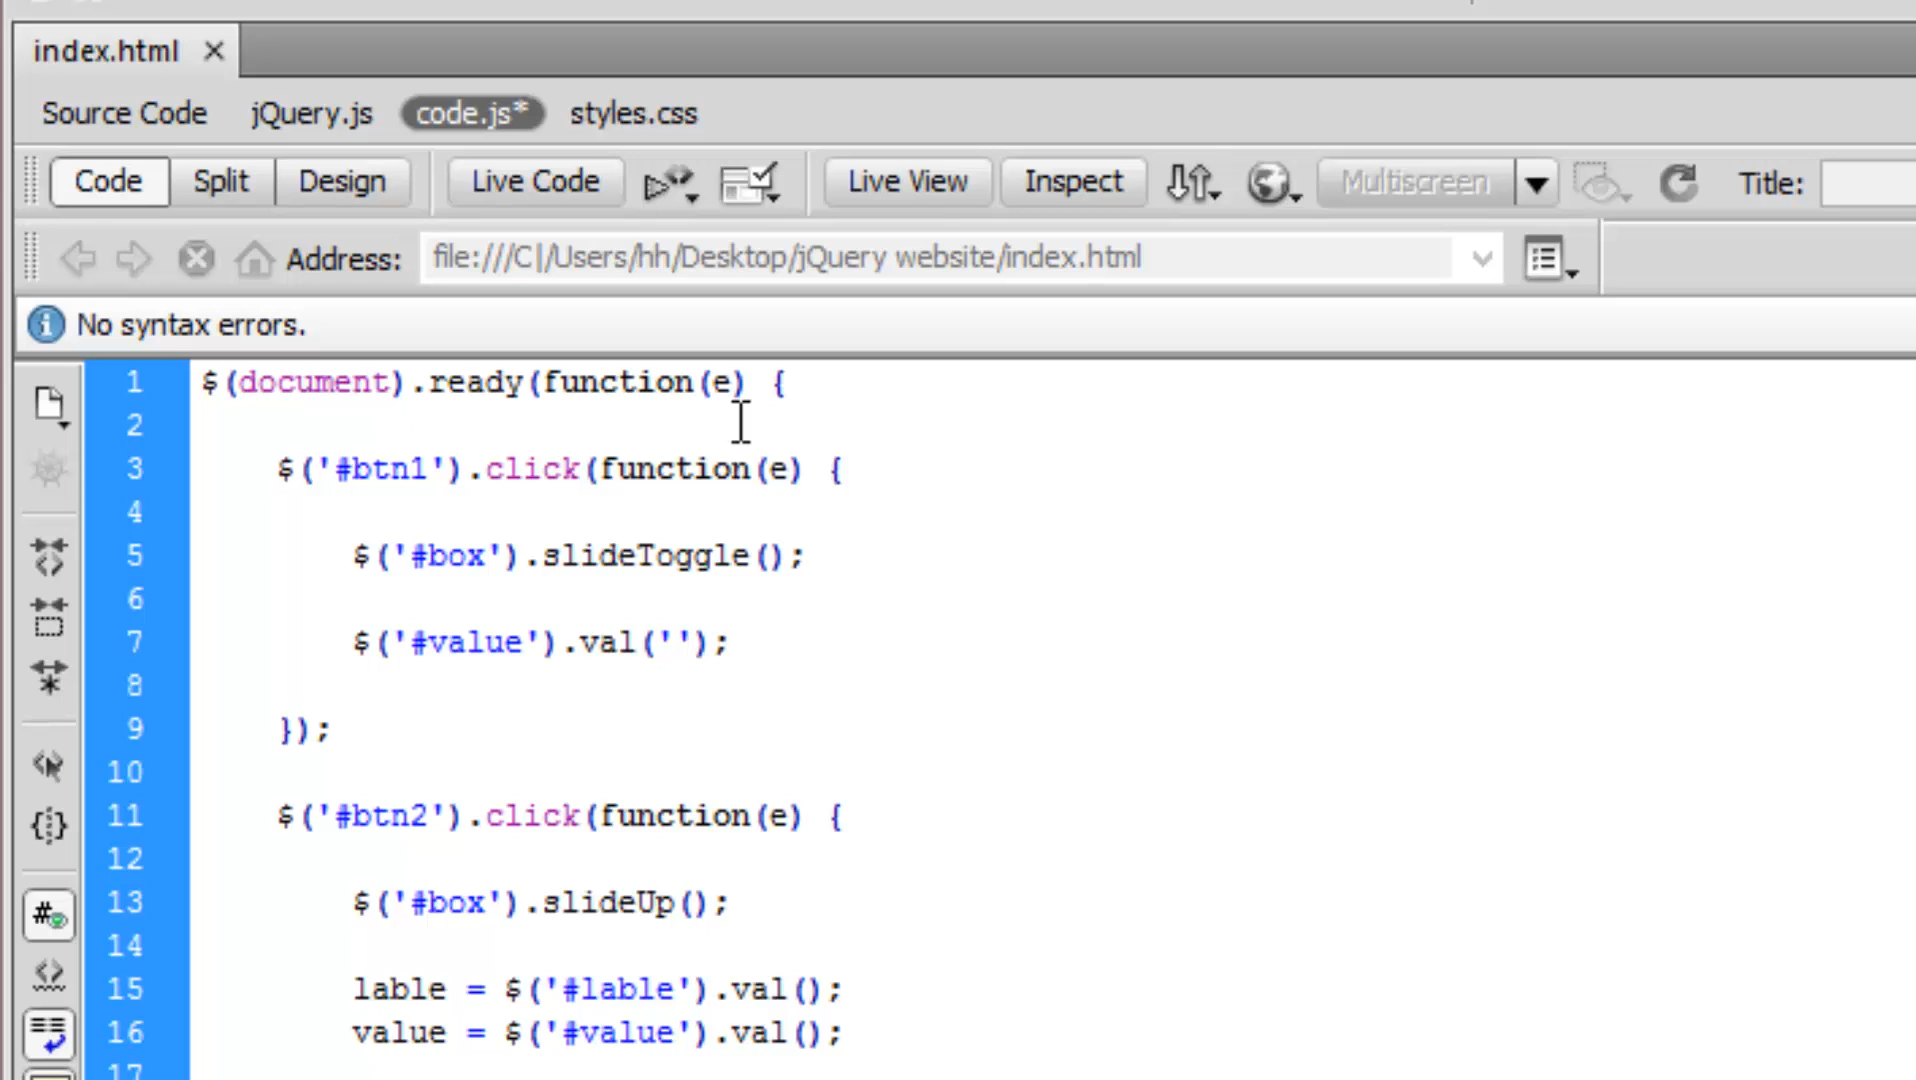 index.html
Source Code jQuery.js code.js* styles.css
Code Split Design Live Code Live View Inspect Multiscreen Title:
Address: file:///C|/Users/hh/Desktop/jQuery website/index.html
No syntax errors.
1 $(document).ready(function(e) {
2
3 $('#btn1').click(function(e) {
4
5 $('#box').slideToggle();
6
7 $('#value').val('');
8
9 });
10
11 $('#btn2').click(function(e) {
12
13 $('#box').slideUp();
14
15 lable = $('#lable').val();
16 value = $('#value').val();
17